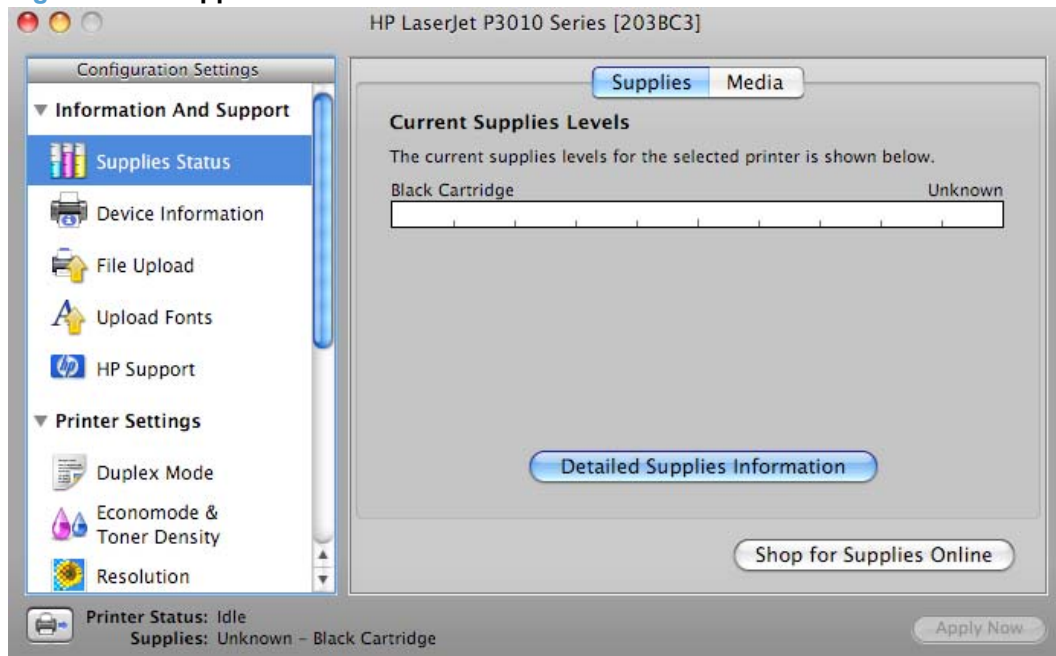 HP LaserJet P3010 Series [203BC3]
Configuration Settings
Information And Support
Supplies Status
Device Information
File Upload
Upload Fonts
HP Support
Printer Settings
Duplex Mode
Economode &
Toner Density
Resolution
Supplies Media
Current Supplies Levels
The current supplies levels for the selected printer is shown below.
Black Cartridge Unknown
Detailed Supplies Information
Shop for Supplies Online
Printer Status: Idle
Supplies: Unknown – Black Cartridge
Apply Now